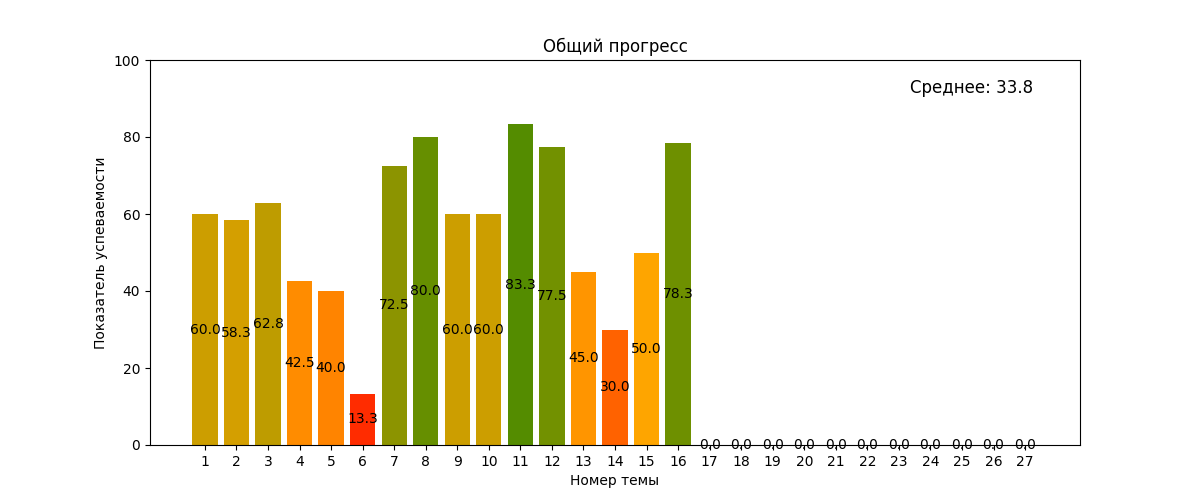 Общий прогресс
Среднее: 33.8
Показатель успеваемости
100
80
60
40
20
0
60.0 58.3 62.8 42.5 40.0 13.3 72.5 80.0 60.0 60.0 83.3 77.5 45.0 30.0 50.0 78.3 0.0 0.0 0.0 0.0 0.0 0.0 0.0 0.0 0.0 0.0 0.0
1 2 3 4 5 6 7 8 9 10 11 12 13 14 15 16 17 18 19 20 21 22 23 24 25 26 27
Номер темы